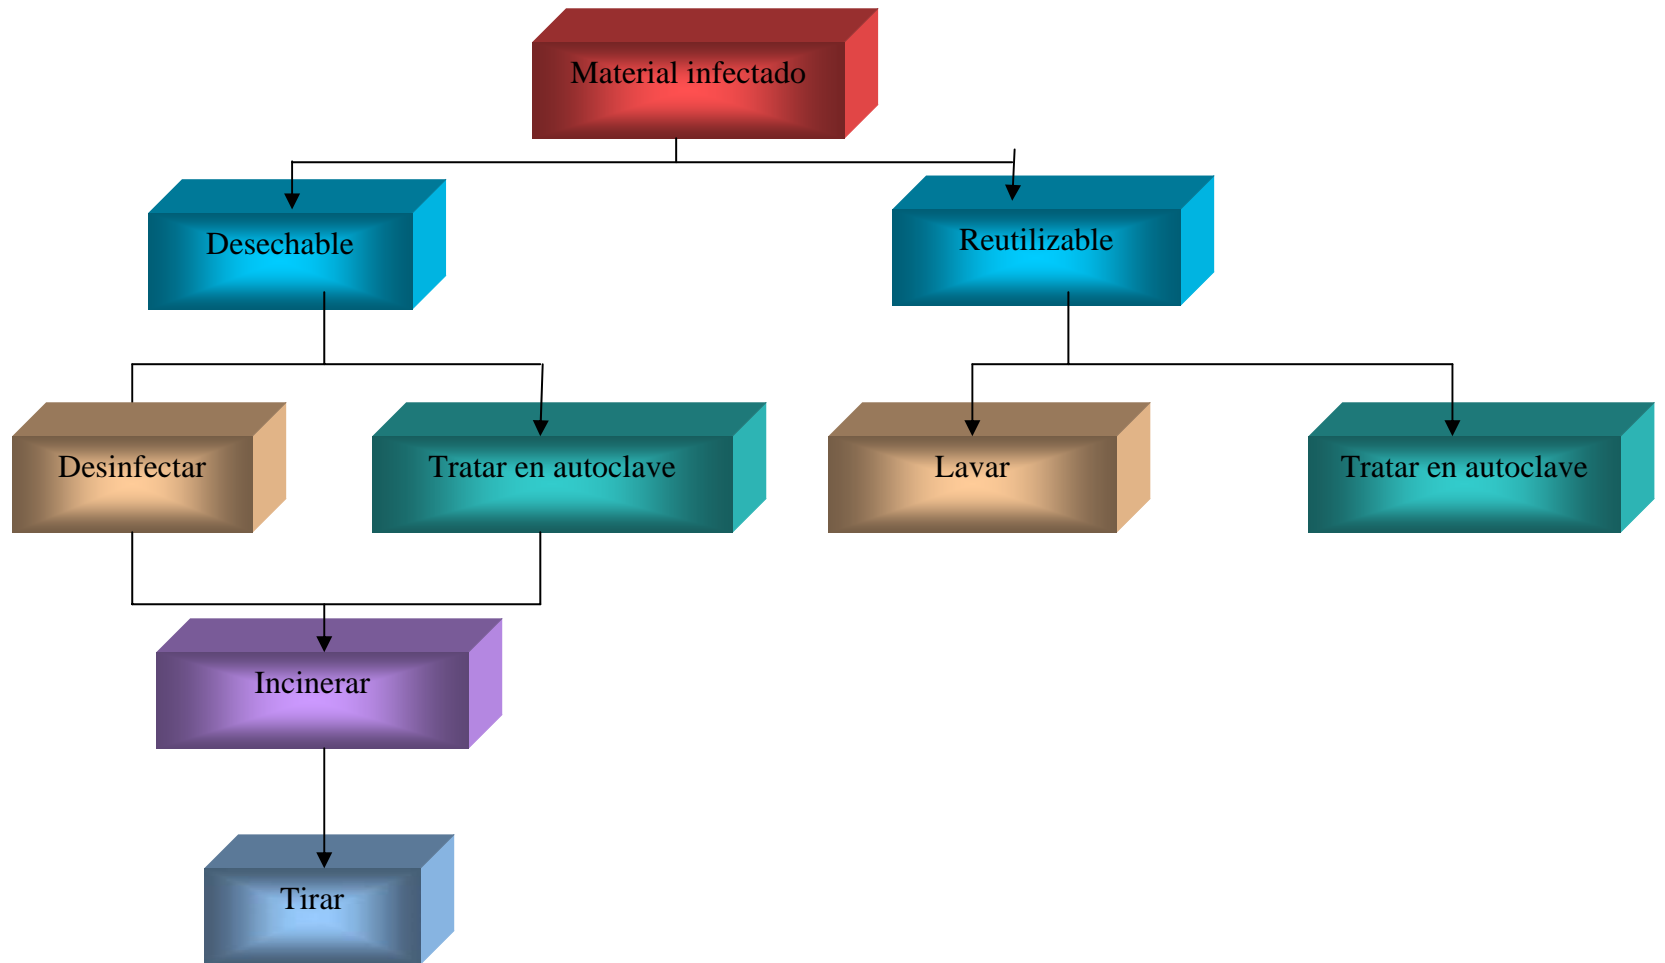 Material infectado
Desechable
Reutilizable
Desinfectar
Tratar en autoclave
Lavar
Tratar en autoclave
Incinerar
Tirar